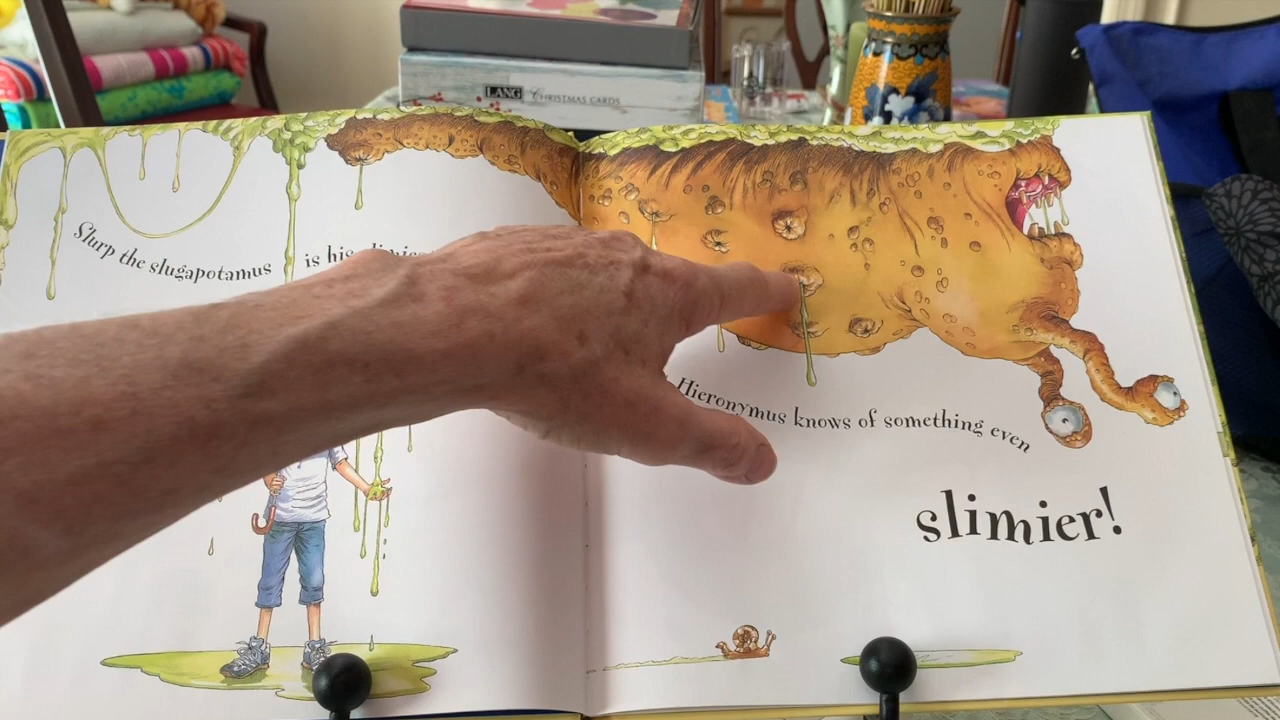 LANG CHRISTMAS CARDS
Slurp the slugapotamus is his
Hieronymus knows of something even
slimier!